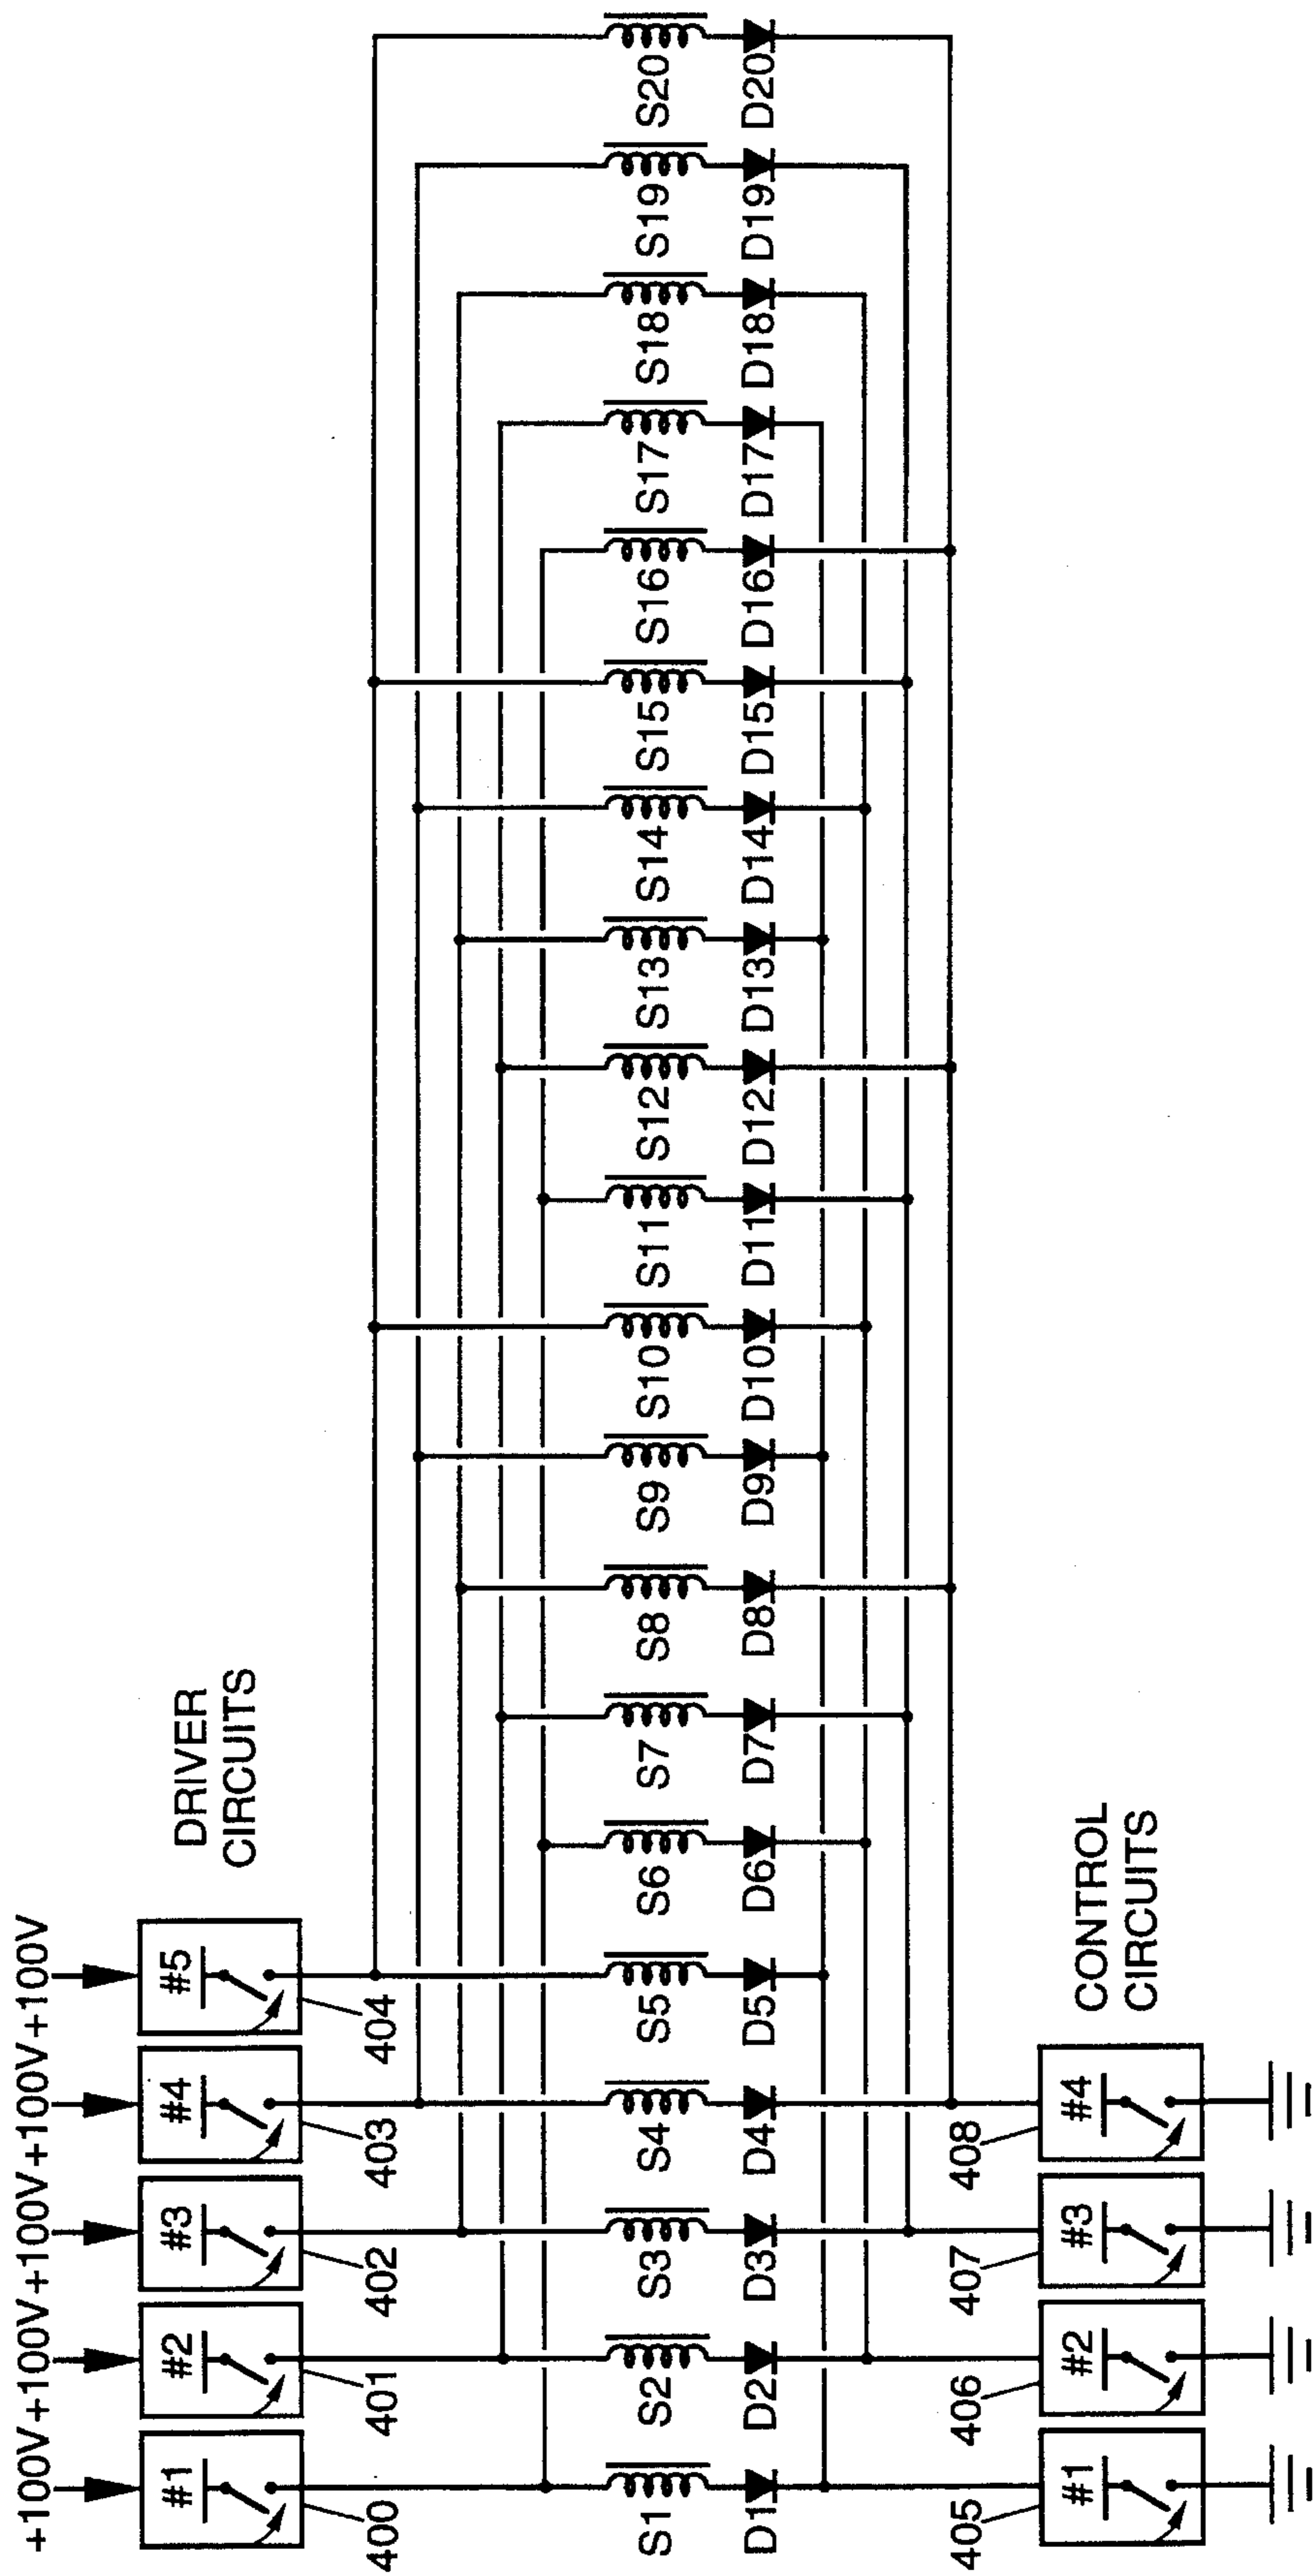 +100V +100V +100V +100V +100V
#1 #2 #3 #4 #5
DRIVER
CIRCUITS
400 401 402 403 404
S1 S2 S3 S4 S5 S6 S7 S8 S9 S10 S11 S12 S13 S14 S15 S16 S17 S18 S19 S20
D1 D2 D3 D4 D5 D6 D7 D8 D9 D10 D11 D12 D13 D14 D15 D16 D17 D18 D19 D20
405 406 407 408
#1 #2 #3 #4
CONTROL
CIRCUITS